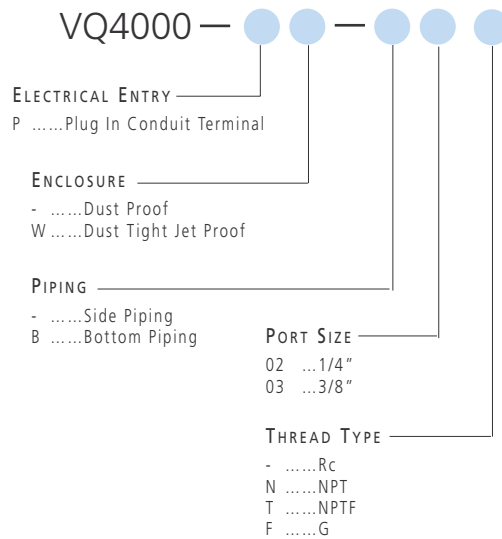 VQ4000 — —
ELECTRICAL ENTRY
P ......Plug In Conduit Terminal
ENCLOSURE
- ......Dust Proof
W ......Dust Tight Jet Proof
PIPING
- ......Side Piping
B ......Bottom Piping
PORT SIZE
02 ...1/4"
03 ...3/8"
THREAD TYPE
- ......Rc
N ......NPT
T ......NPTF
F ......G